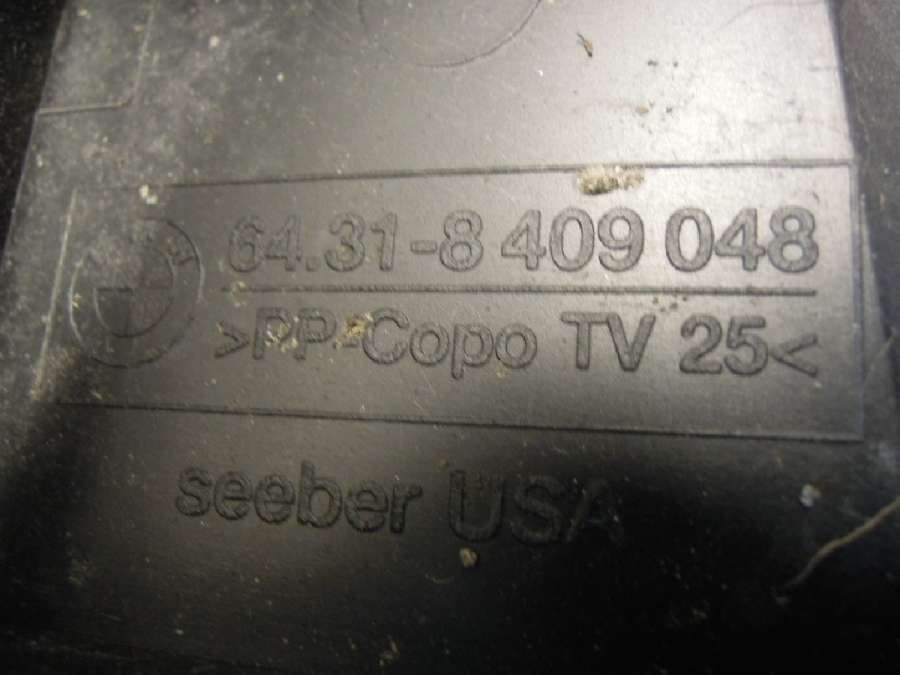 64.31-8 409 048
>PP-Copo TV 25<
seeber USA